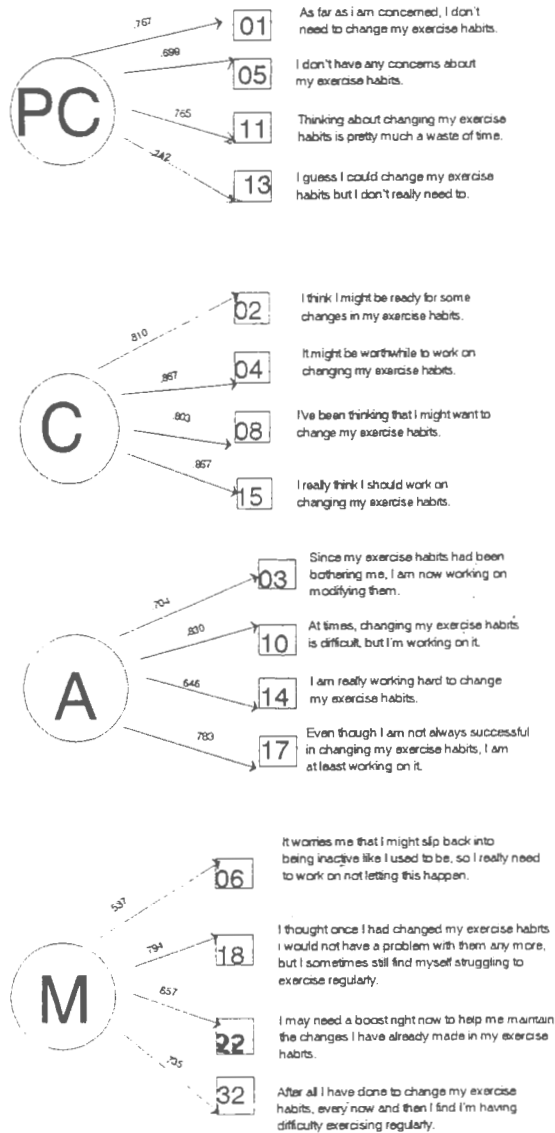 .767
01
As far as i am concerned, I don't
need to change my exercise habits.
PC
.699
05
I don't have any concerns about
my exercise habits.
.765
11
Thinking about changing my exercise
habits is pretty much a waste of time.
.742
13
I guess I could change my exercise
habits but I don't really need to.
.810
02
I think I might be ready for some
changes in my exercise habits.
C
.867
04
It might be worthwhile to work on
changing my exercise habits.
.803
08
I've been thinking that I might want to
change my exercise habits.
.857
15
I really think I should work on
changing my exercise habits.
.704
03
Since my exercise habits had been
bothering me, I am now working on
modifying them.
A
.830
10
At times, changing my exercise habits
is difficult, but I'm working on it.
.646
14
I am really working hard to change
my exercise habits.
.783
17
Even though I am not always successful
in changing my exercise habits, I am
at least working on it.
.537
06
It worries me that I might slip back into
being inactive like I used to be, so I really need
to work on not letting this happen.
M
.794
18
I thought once I had changed my exercise habits
i would not have a problem with them any more,
but I sometimes still find myself struggling to
exercise regularly.
.657
22
I may need a boost right now to help me maintain
the changes I have already made in my exercise
habits.
.735
32
After all I have done to change my exercise
habits, every now and then I find I'm having
difficulty exercising regularly.